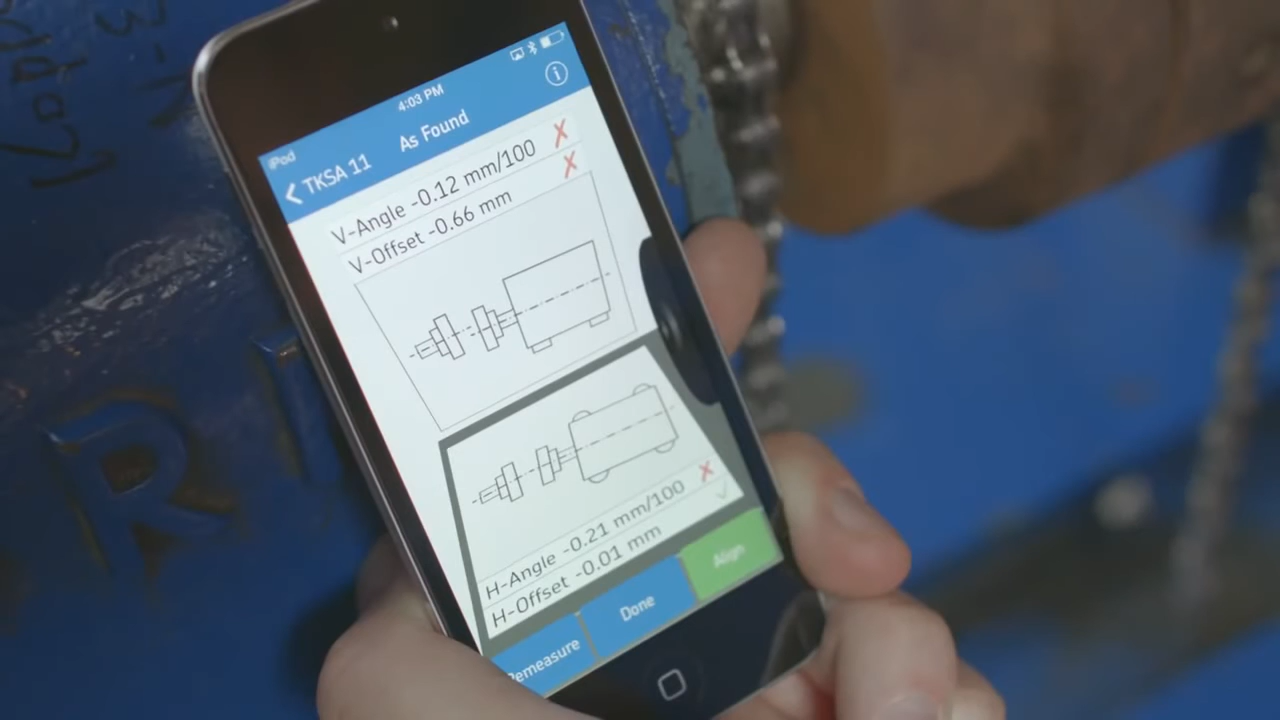 iPod
4:03 PM
TKSA 11
As Found
V-Angle -0.12 mm/100
V-Offset -0.66 mm
H-Angle -0.21 mm/100
H-Offset -0.01 mm
Remeasure
Done
Align